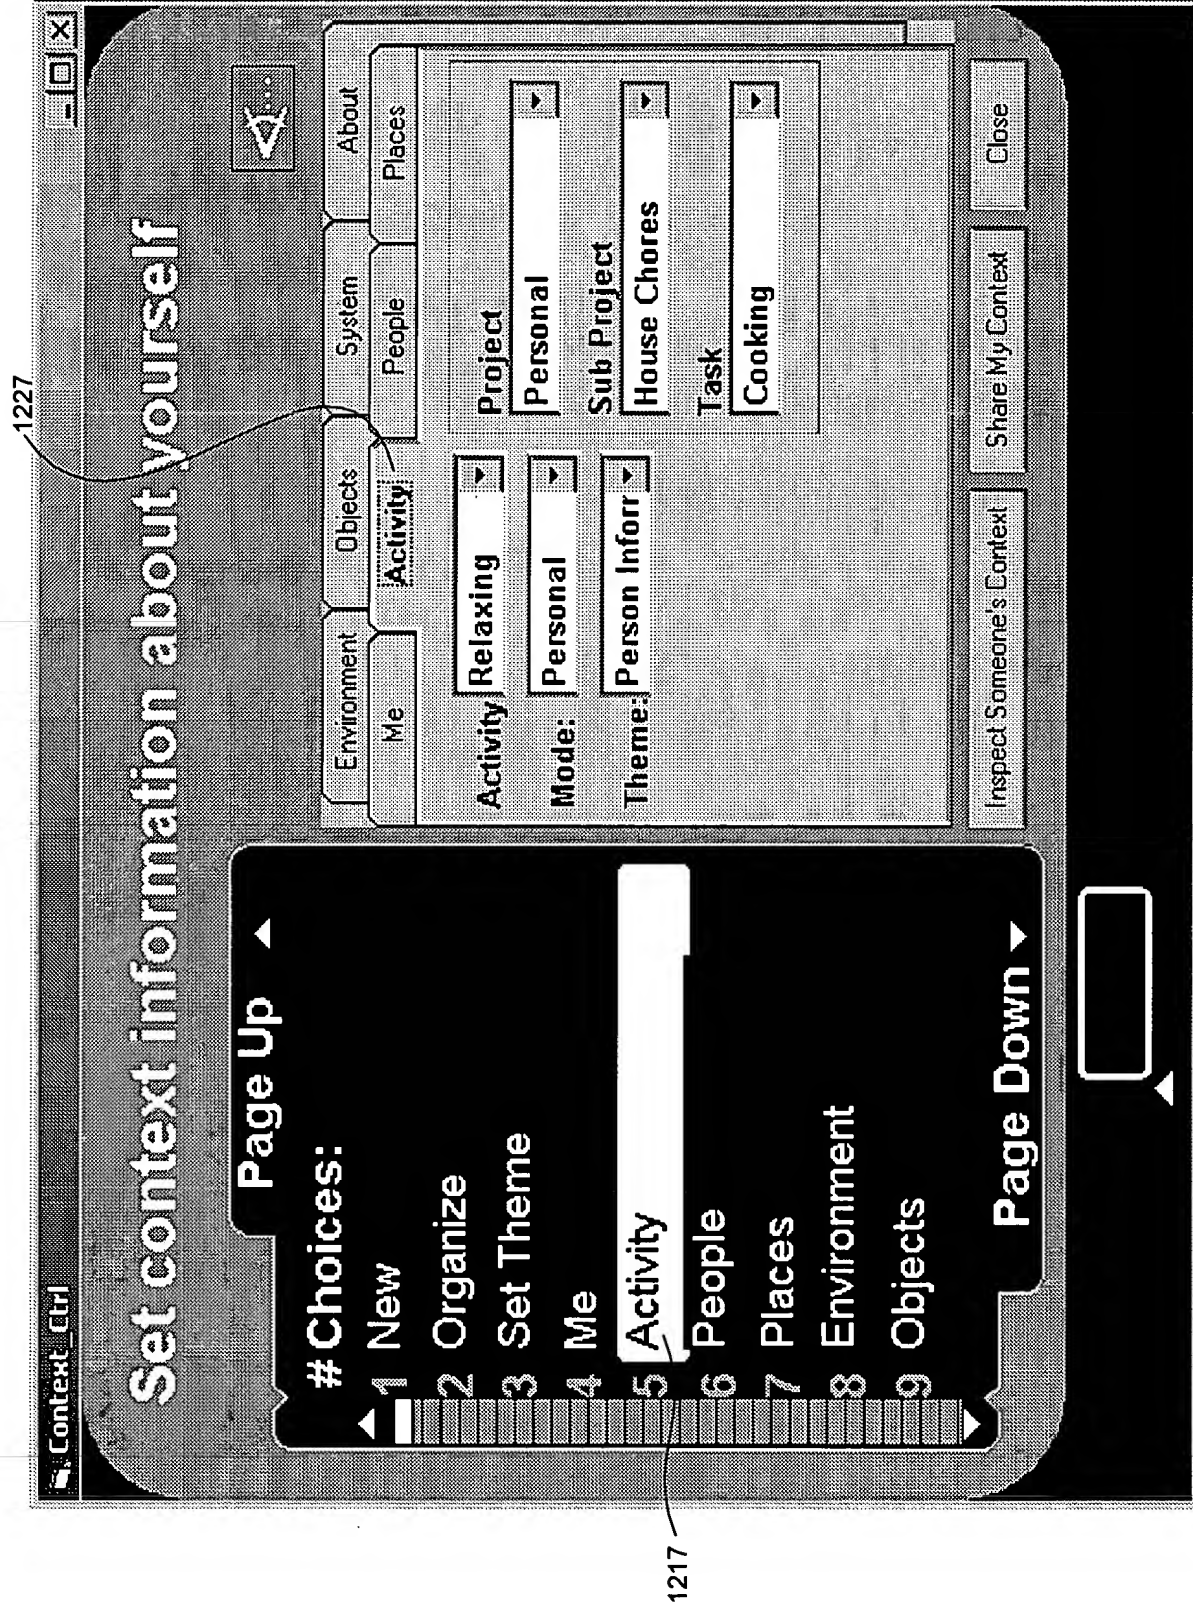 Context_Ctrl
Set context information about yourself
1227
Page Up
# Choices:
1 New
2 Organize
3 Set Theme
4 Me
5 Activity
6 People
7 Places
8 Environment
9 Objects
Page Down
1217
Environment Objects System About
Me Activity People Places
Activity Relaxing
Mode: Personal
Theme: Person Inforr
Project
Personal
Sub Project
House Chores
Task
Cooking
Inspect Someone's Context Share My Context Close